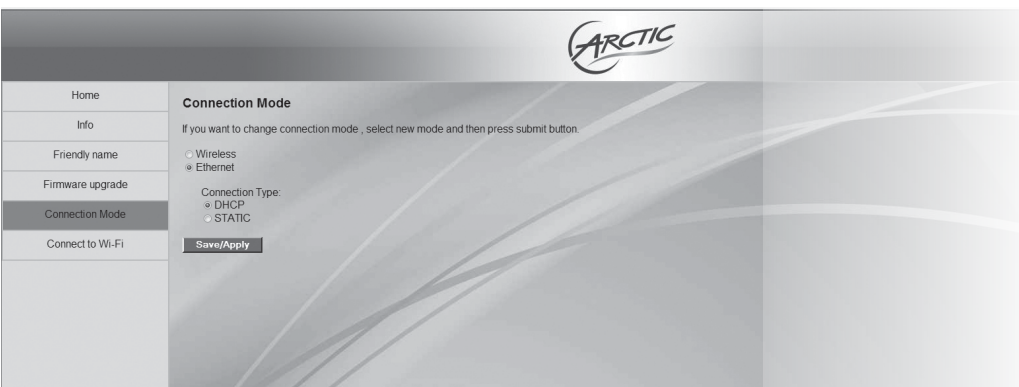 ARCTIC
Home
Info
Friendly name
Firmware upgrade
Connection Mode
Connect to Wi-Fi
Connection Mode
If you want to change connection mode , select new mode and then press submit button.
Wireless
Ethernet
Connection Type:
DHCP
STATIC
Save/Apply